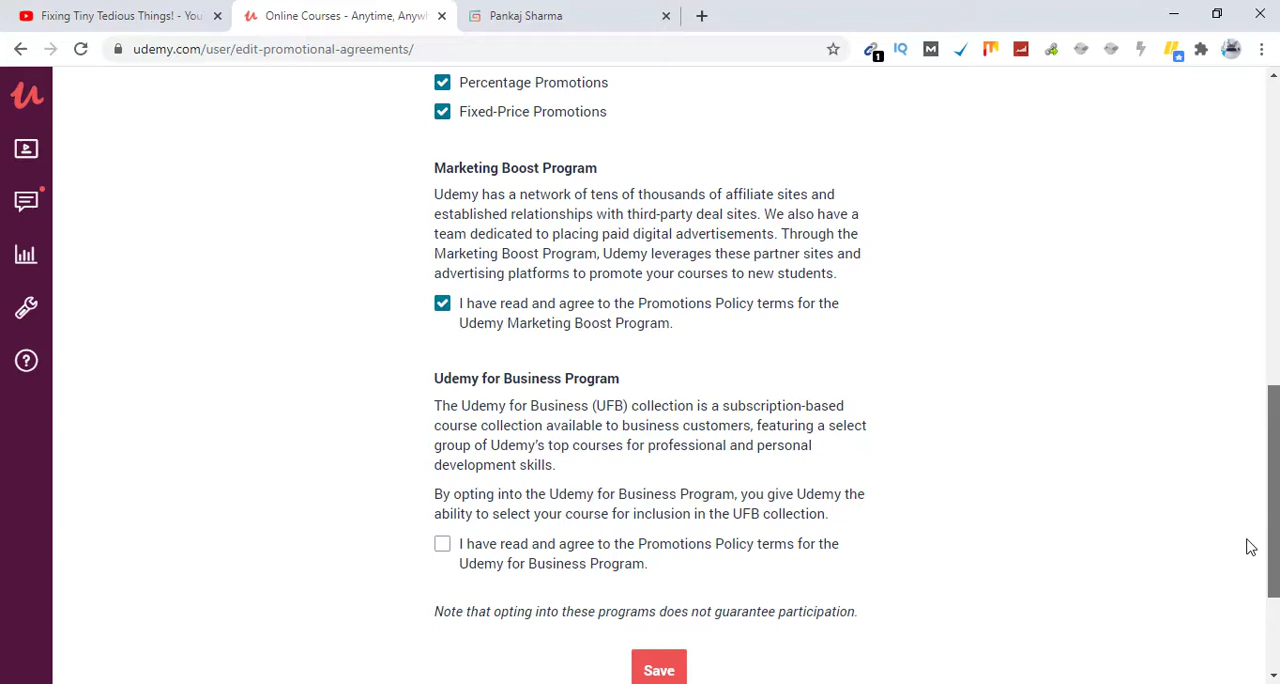 Fixing Tiny Tedious Things! - You
Online Courses - Anytime, Anywh
Pankaj Sharma
udemy.com/user/edit-promotional-agreements/
1
IQ
M
Percentage Promotions
Fixed-Price Promotions
Marketing Boost Program
Udemy has a network of tens of thousands of affiliate sites and
established relationships with third-party deal sites. We also have a
team dedicated to placing paid digital advertisements. Through the
Marketing Boost Program, Udemy leverages these partner sites and
advertising platforms to promote your courses to new students.
I have read and agree to the Promotions Policy terms for the
Udemy Marketing Boost Program.
Udemy for Business Program
The Udemy for Business (UFB) collection is a subscription-based
course collection available to business customers, featuring a select
group of Udemy's top courses for professional and personal
development skills.
By opting into the Udemy for Business Program, you give Udemy the
ability to select your course for inclusion in the UFB collection.
I have read and agree to the Promotions Policy terms for the
Udemy for Business Program.
Note that opting into these programs does not guarantee participation.
Save